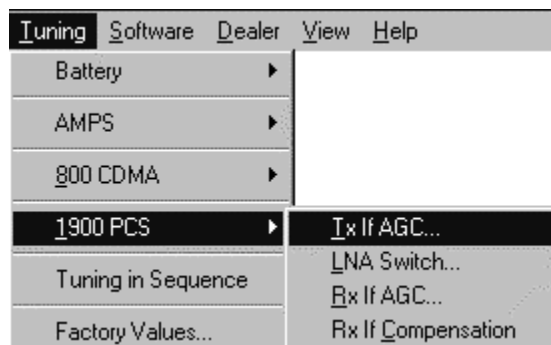 Tuning Software Dealer View Help
Battery
AMPS
800 CDMA
1900 PCS
Tx If AGC...
LNA Switch...
Rx If AGC...
Rx If Compensation
Tuning in Sequence
Factory Values...